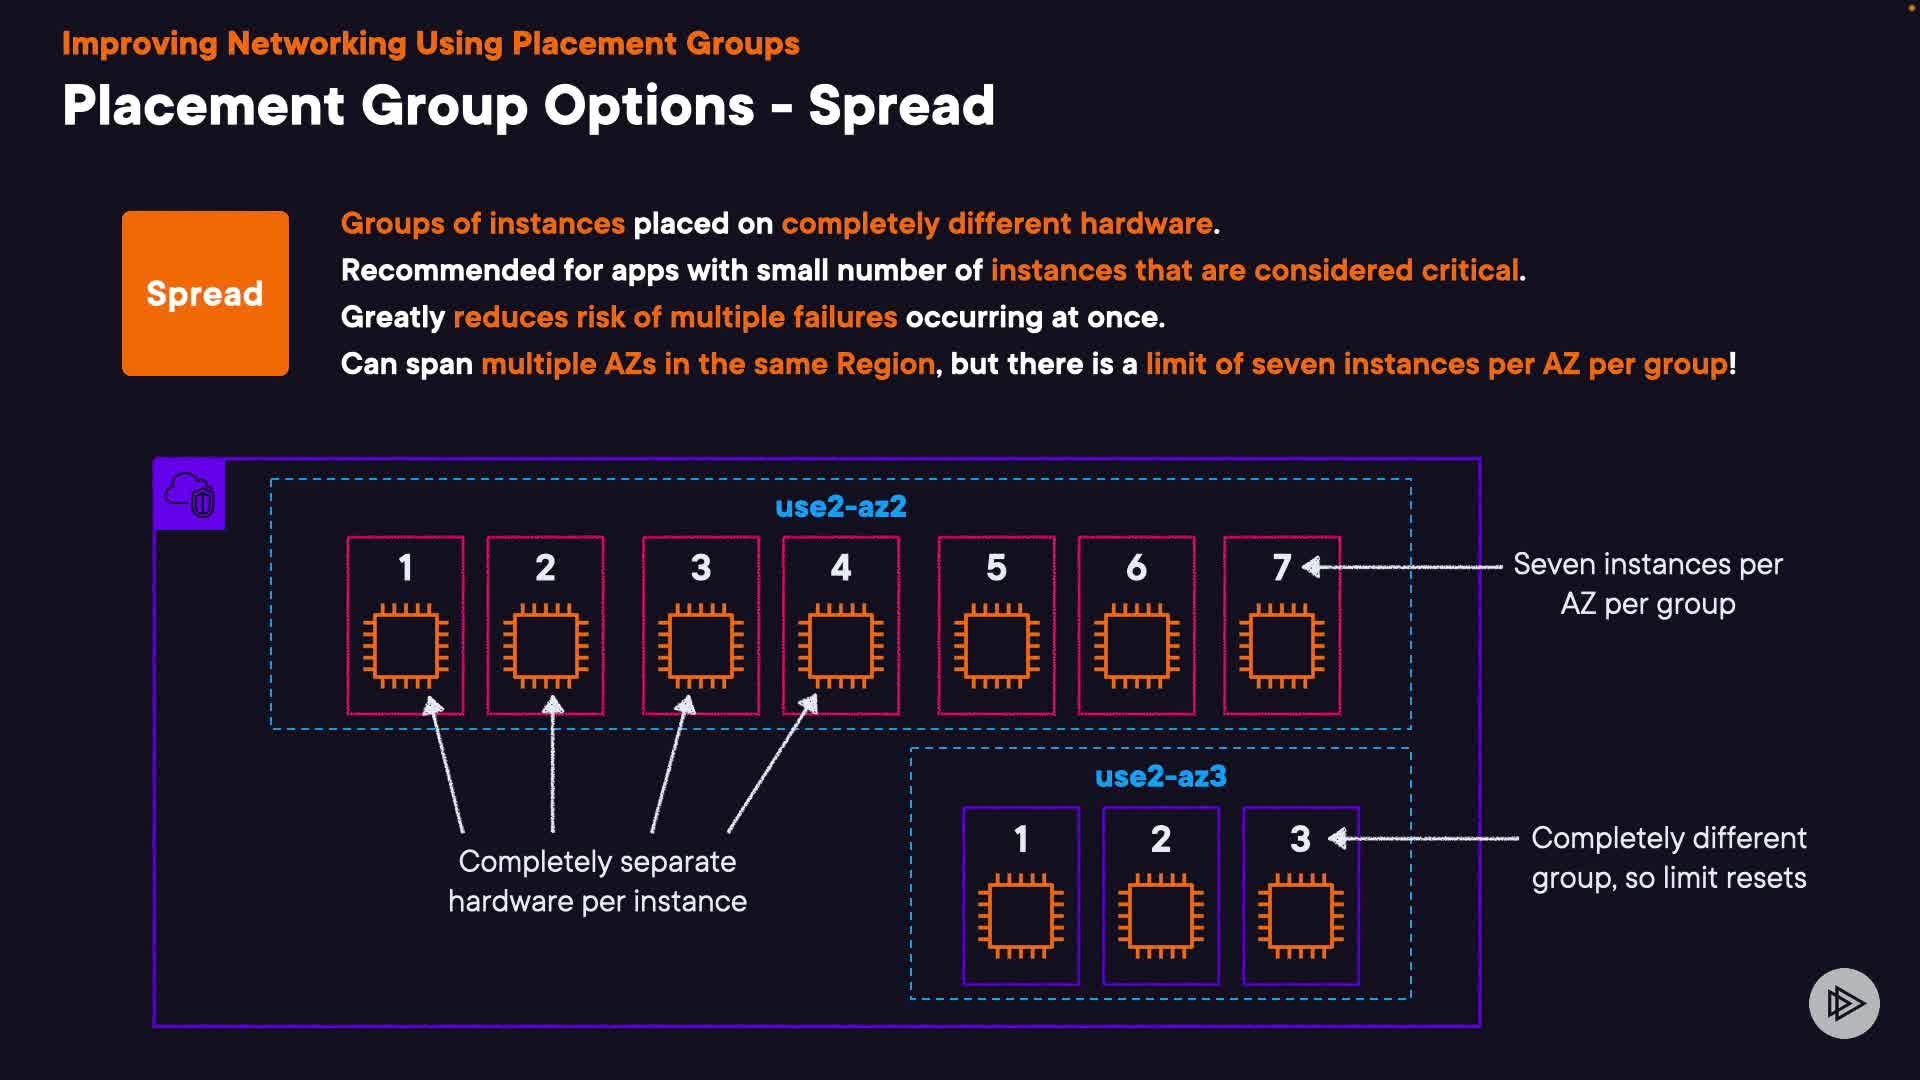 Improving Networking Using Placement Groups
Placement Group Options - Spread
Spread
Groups of instances placed on completely different hardware.
Recommended for apps with small number of instances that are considered critical.
Greatly reduces risk of multiple failures occurring at once.
Can span multiple AZs in the same Region, but there is a limit of seven instances per AZ per group!
use2-az2
1 2 3 4 5 6 7
Seven instances per
AZ per group
use2-az3
1 2 3
Completely separate
hardware per instance
Completely different
group, so limit resets